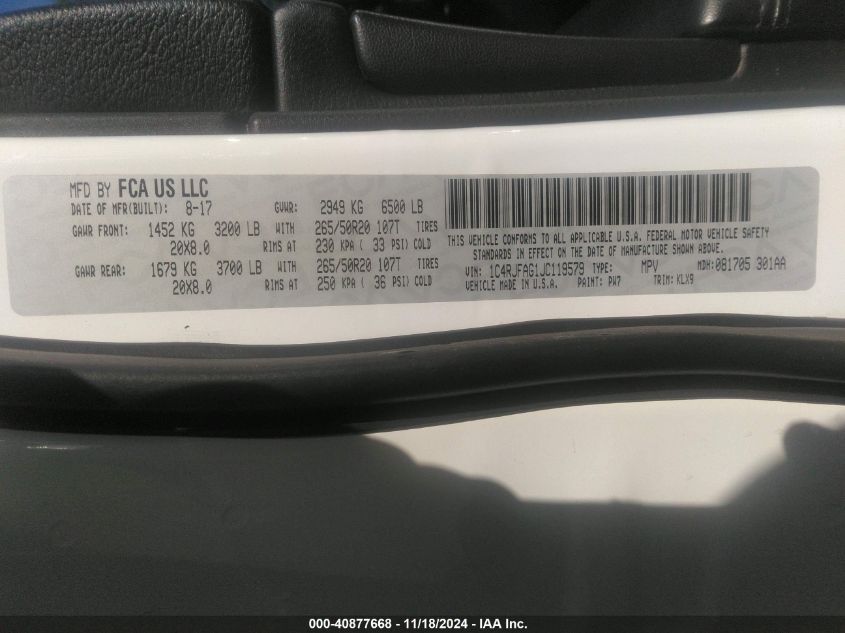 MFD BY FCA US LLC
DATE OF MFR(BUILT): 8-17 GVWR: 2949 KG 6500 LB
GAWR FRONT: 1452 KG 3200 LB WITH 265/50R20 107T TIRES
20X8.0 RIMS AT 230 KPA ( 33 PSI) COLD
GAWR REAR: 1679 KG 3700 LB WITH 265/50R20 107T TIRES
20X8.0 RIMS AT 250 KPA ( 36 PSI) COLD
THIS VEHICLE CONFORMS TO ALL APPLICABLE U.S.A. FEDERAL MOTOR VEHICLE SAFETY
STANDARDS IN EFFECT ON THE DATE OF MANUFACTURE SHOWN ABOVE.
VIN: 1C4RJFAG1JC119579 TYPE: MPV MDH:081705 301AA
VEHICLE MADE IN U.S.A. PAINT: PW7 TRIM: KLX9
000-40877668 - 11/18/2024 - IAA Inc.